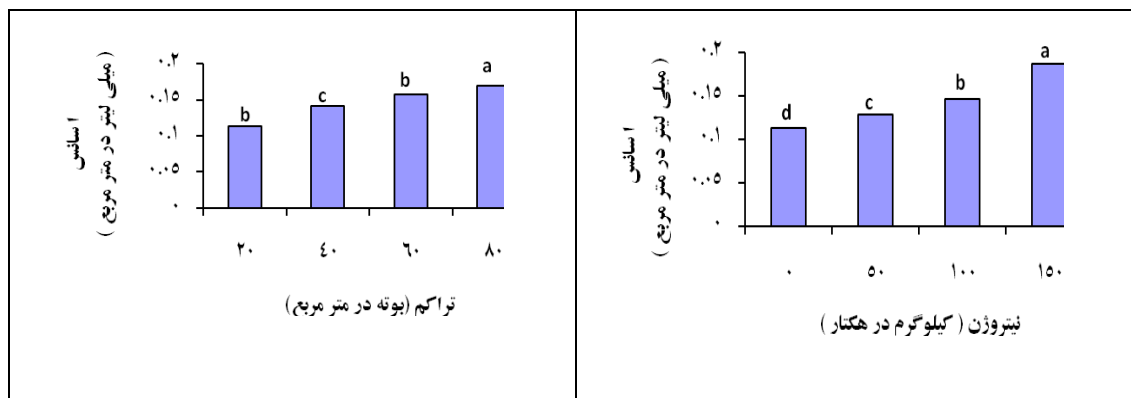 ۰.۲
۰.۱۵
۰.۱
۰.۰۵
۰
b c b a
۲۰ ٤۰ ٦۰ ۸۰
اسانس
( میلی لیتر در متر مربع )
تراکم (بوته در متر مربع)
۰.۲
۰.۱۵
۰.۱
۰.۰۵
۰
d c b a
۰ ۵۰ ۱۰۰ ۱۵۰
اسانس
( میلی لیتر در متر مربع )
نیتروژن ( کیلوگرم در هکتار )